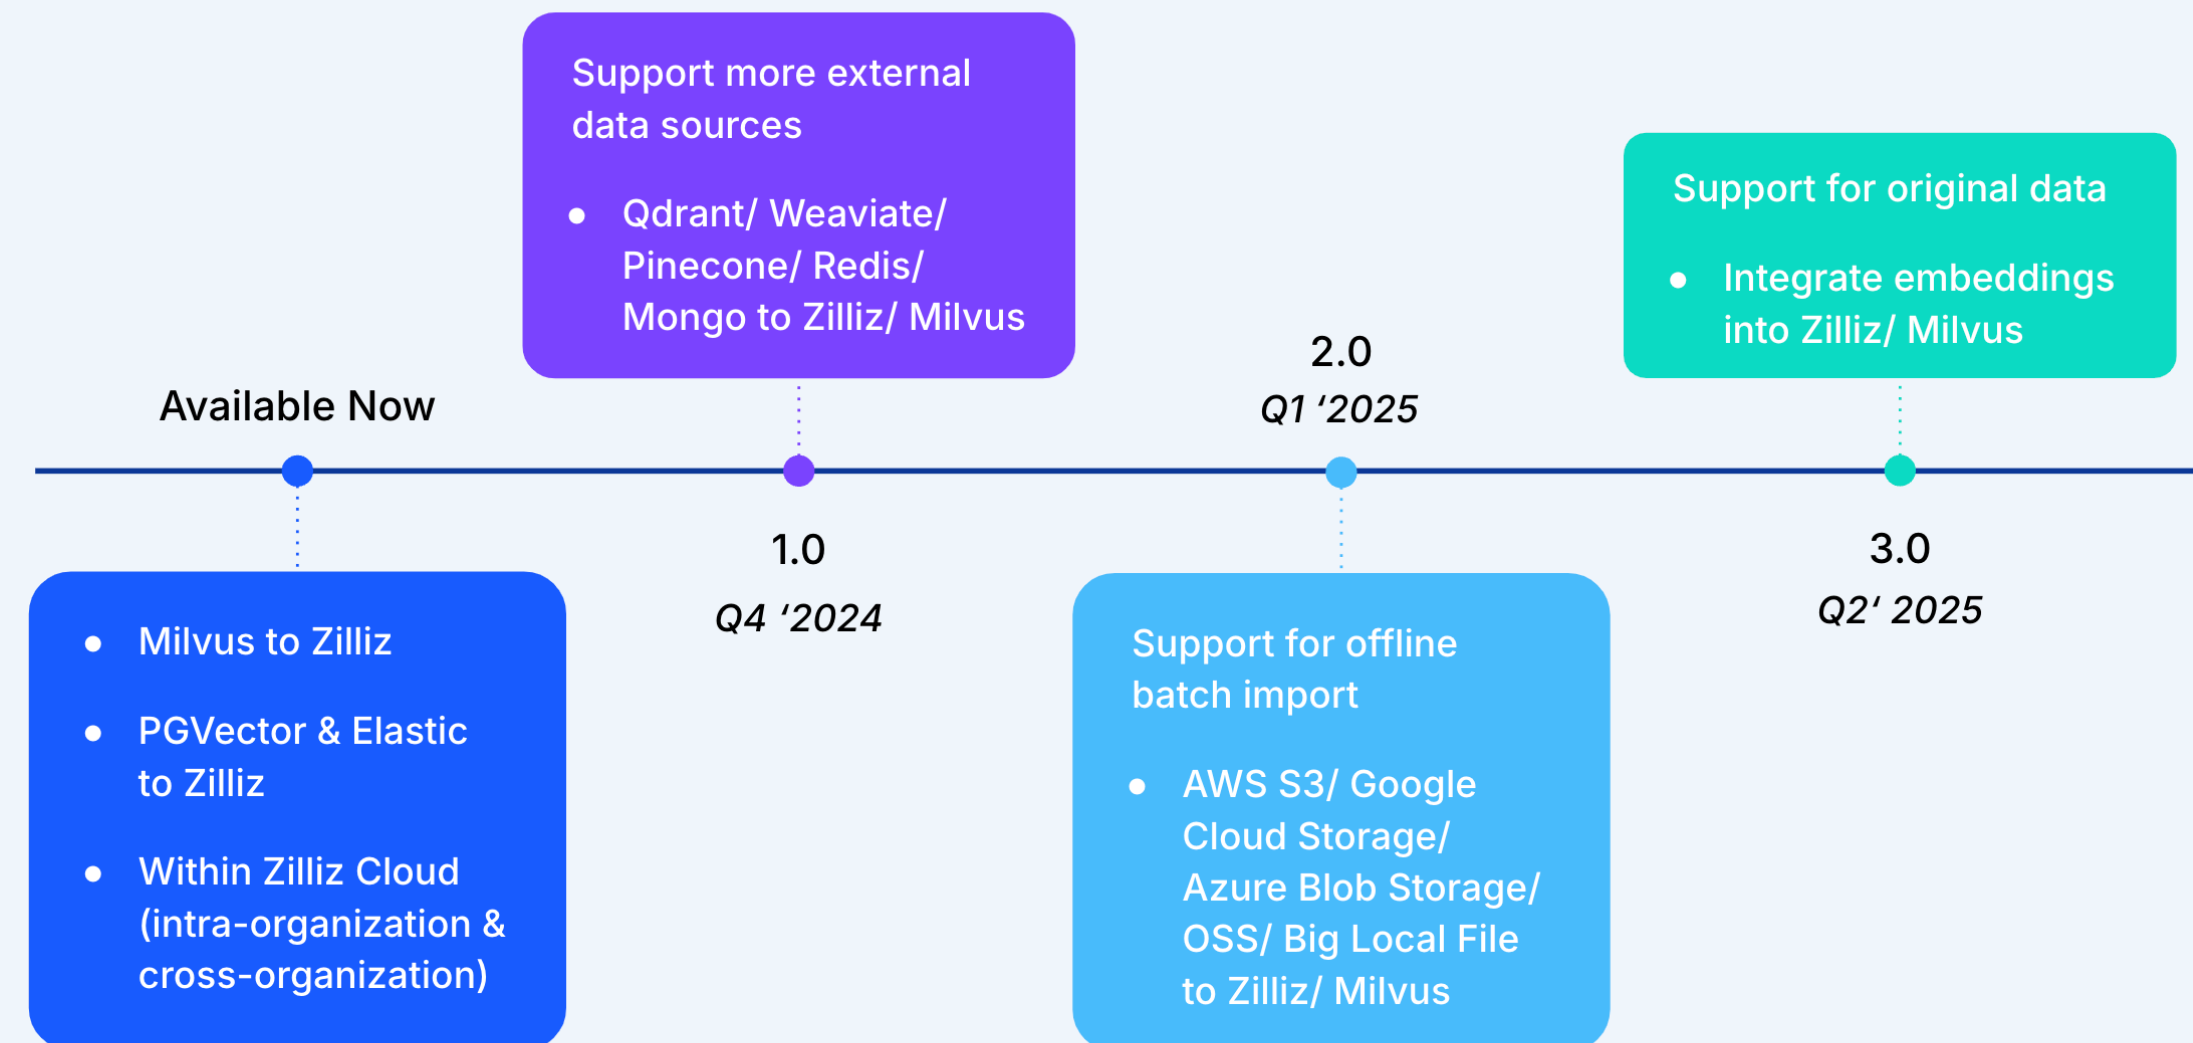 Available Now
● Milvus to Zilliz
● PGVector & Elastic
to Zilliz
● Within Zilliz Cloud
(intra-organization &
cross-organization)
Support more external
data sources
● Qdrant/ Weaviate/
Pinecone/ Redis/
Mongo to Zilliz/ Milvus
1.0
Q4 ‘2024
2.0
Q1 ‘2025
Support for offline
batch import
● AWS S3/ Google
Cloud Storage/
Azure Blob Storage/
OSS/ Big Local File
to Zilliz/ Milvus
Support for original data
● Integrate embeddings
into Zilliz/ Milvus
3.0
Q2‘ 2025